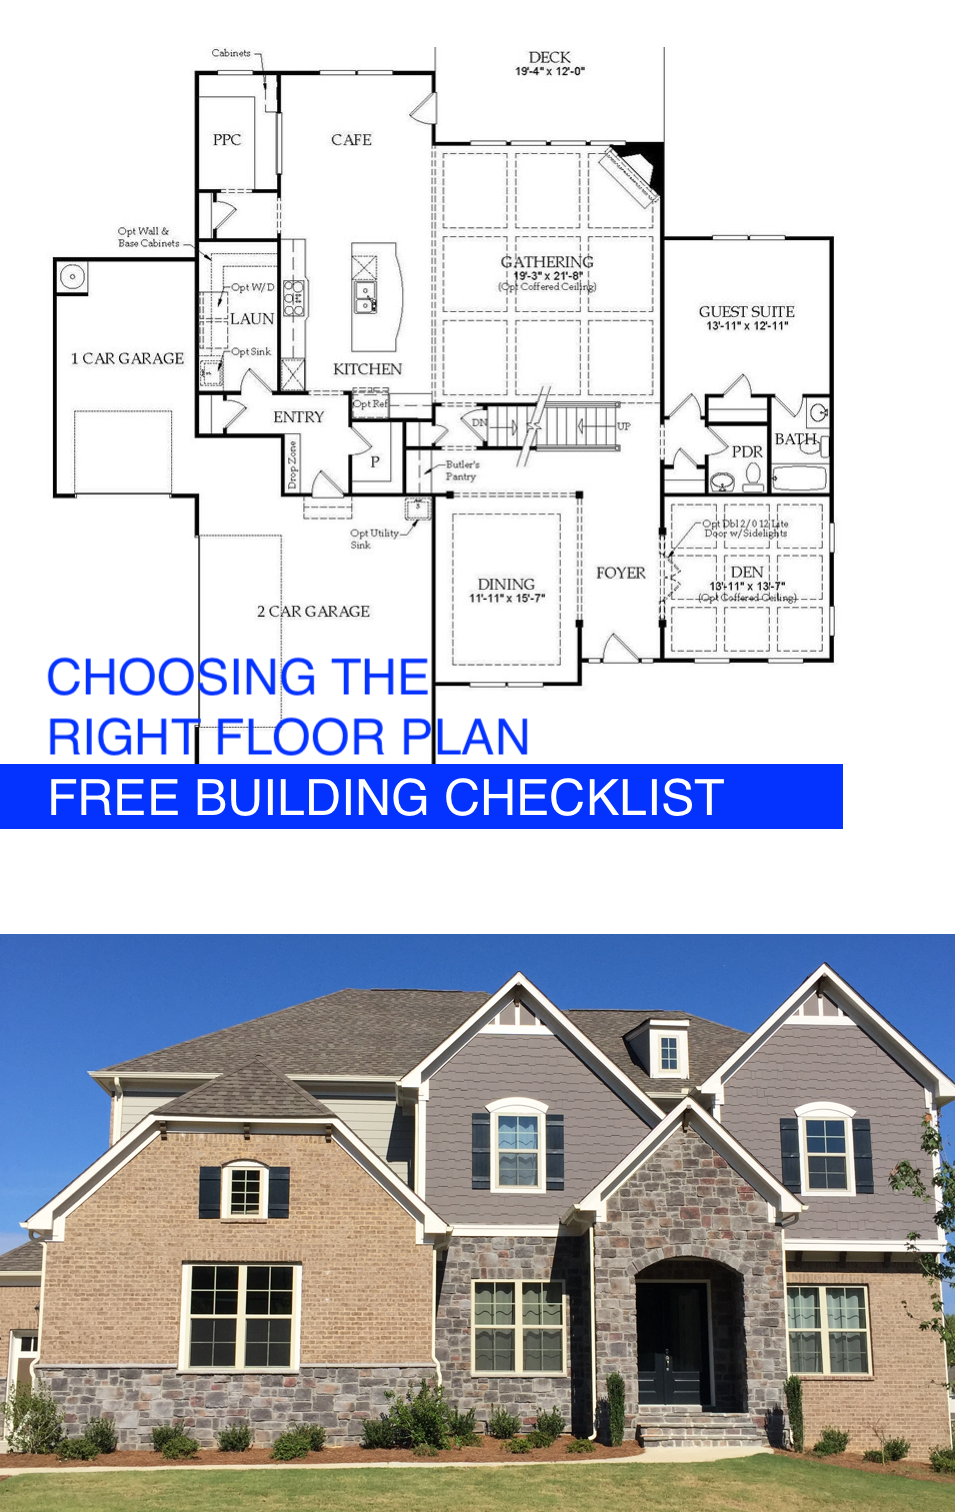 Cabinets
DECK
19'-4" x 12'-0"
PPC
CAFE
Opt Wall &
Base Cabinets
GATHERING
19'-3" x 21'-8"
(Opt Coffered Ceiling)
Opt W/D
LAUN
GUEST SUITE
13'-11" x 12'-11"
1 CAR GARAGE
Opt Sink
KITCHEN
Opt Ref
ENTRY
DN
UP
Drop Zone
P
Butler's
Pantry
PDR
BATH
Opt Utility
Sink
Opt Dbl 2/0 12 Lite
Door w/Sidelights
DINING
11'-11" x 15'-7"
FOYER
DEN
13'-11" x 13'-7"
(Opt Coffered Ceiling)
2 CAR GARAGE
CHOOSING THE
RIGHT FLOOR PLAN
FREE BUILDING CHECKLIST